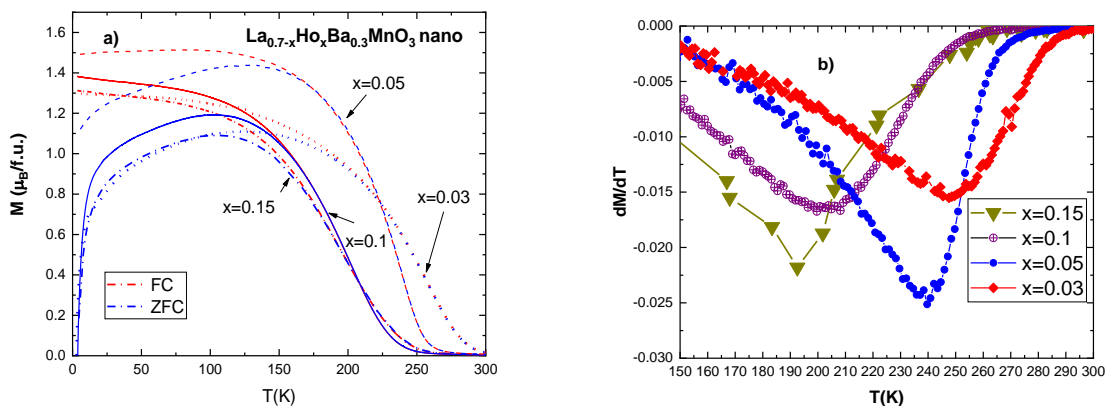 a)
La0.7-xHoxBa0.3MnO3 nano
x=0.05
x=0.03
x=0.15
x=0.1
FC
ZFC
1.6
1.4
1.2
1.0
0.8
0.6
0.4
0.2
0.0
M (μB/f.u.)
0 50 100 150 200 250 300
T(K)
b)
0.000
-0.005
-0.010
-0.015
-0.020
-0.025
-0.030
dM/dT
x=0.15
x=0.1
x=0.05
x=0.03
150 160 170 180 190 200 210 220 230 240 250 260 270 280 290 300
T(K)